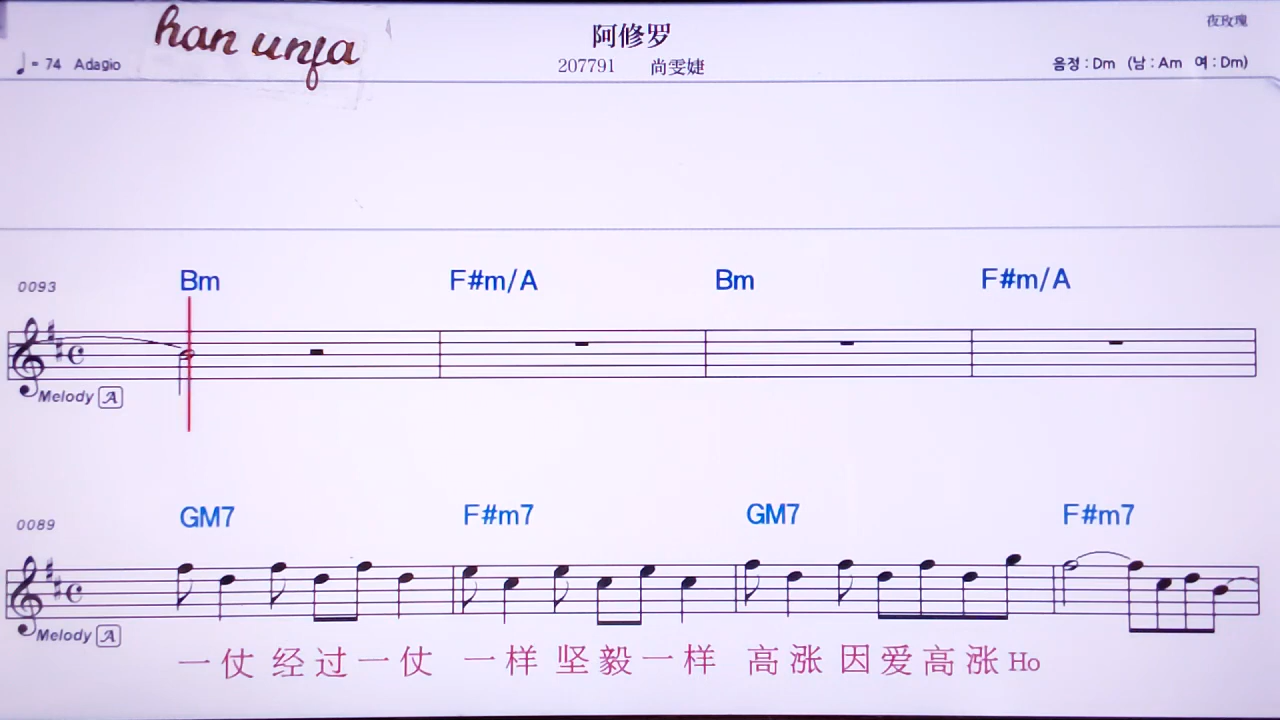 han unfa
阿修罗
夜玫瑰
♩= 74 Adagio
207791 尚雯婕
음정 : Dm (남 : Am 여 : Dm)
0093 Bm F#m/A Bm F#m/A
Melody A
0089 GM7 F#m7 GM7 F#m7
Melody A
一仗 经过一仗 一样 坚毅一样 高涨 因爱高涨 Ho